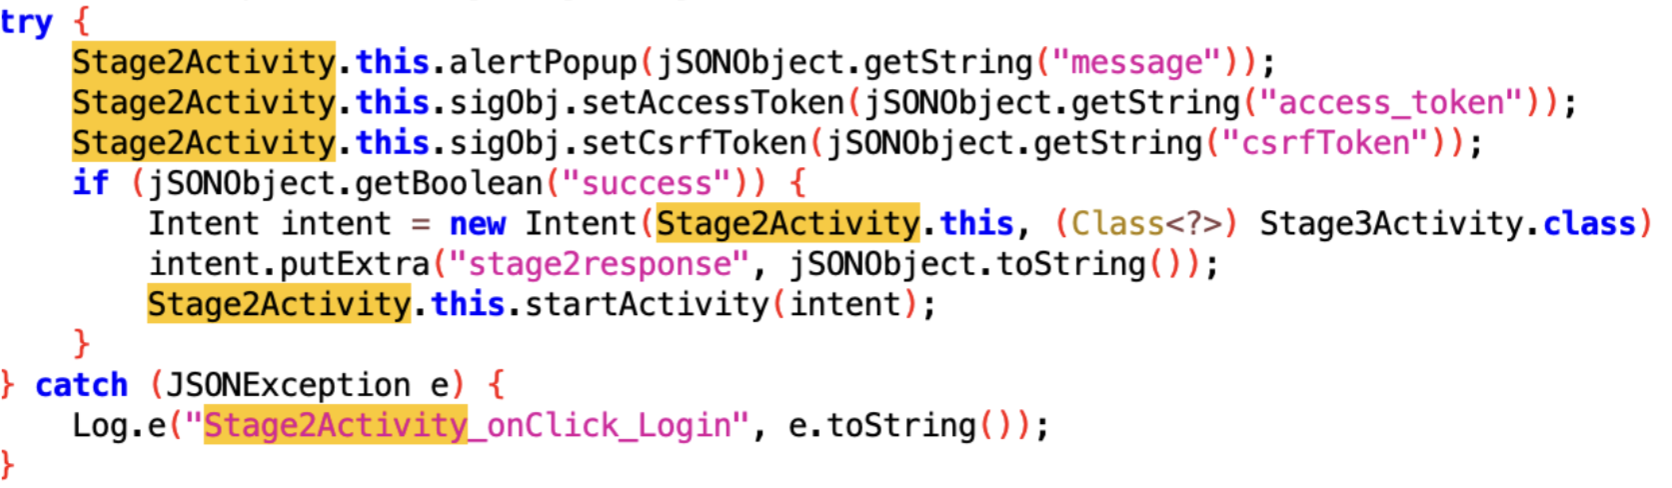 try {
    Stage2Activity.this.alertPopup(jSONObject.getString("message"));
    Stage2Activity.this.sigObj.setAccessToken(jSONObject.getString("access_token"));
    Stage2Activity.this.sigObj.setCsrfToken(jSONObject.getString("csrfToken"));
    if (jSONObject.getBoolean("success")) {
        Intent intent = new Intent(Stage2Activity.this, (Class<?>) Stage3Activity.class)
        intent.putExtra("stage2response", jSONObject.toString());
        Stage2Activity.this.startActivity(intent);
    }
} catch (JSONException e) {
    Log.e("Stage2Activity_onClick_Login", e.toString());
}